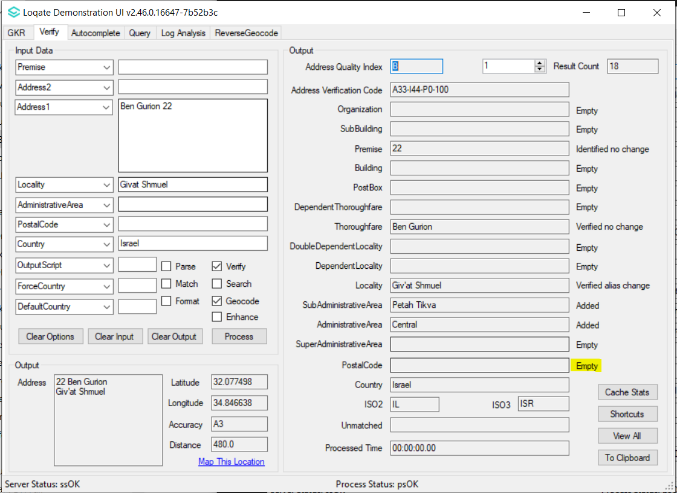 Loqate Demonstration UI v2.46.0.16647-7b52b3c
GKR Verify Autocomplete Query Log Analysis ReverseGeocode
Input Data
Premise
Address2
Address1 Ben Gurion 22
Locality Givat Shmuel
AdministrativeArea
PostalCode
Country Israel
OutputScript Parse Verify
ForceCountry Match Search
DefaultCountry Format Geocode
Enhance
Clear Options Clear Input Clear Output Process
Output
Address 22 Ben Gurion
Giv'at Shmuel
Latitude 32.077498
Longitude 34.846638
Accuracy A3
Distance 480.0
Map This Location
Output
Address Quality Index 1 Result Count 18
Address Verification Code A33-I44-P0-100
Organization Empty
SubBuilding Empty
Premise 22 Identified no change
Building Empty
PostBox Empty
DependentThoroughfare Empty
Thoroughfare Ben Gurion Verified no change
DoubleDependentLocality Empty
DependentLocality Empty
Locality Giv'at Shmuel Verified alias change
SubAdministrativeArea Petah Tikva Added
AdministrativeArea Central Added
SuperAdministrativeArea Empty
PostalCode Empty
Country Israel
ISO2 IL ISO3 ISR
Unmatched
Processed Time 00:00:00.00
Cache Stats
Shortcuts
View All
To Clipboard
Server Status: ssOK Process Status: psOK